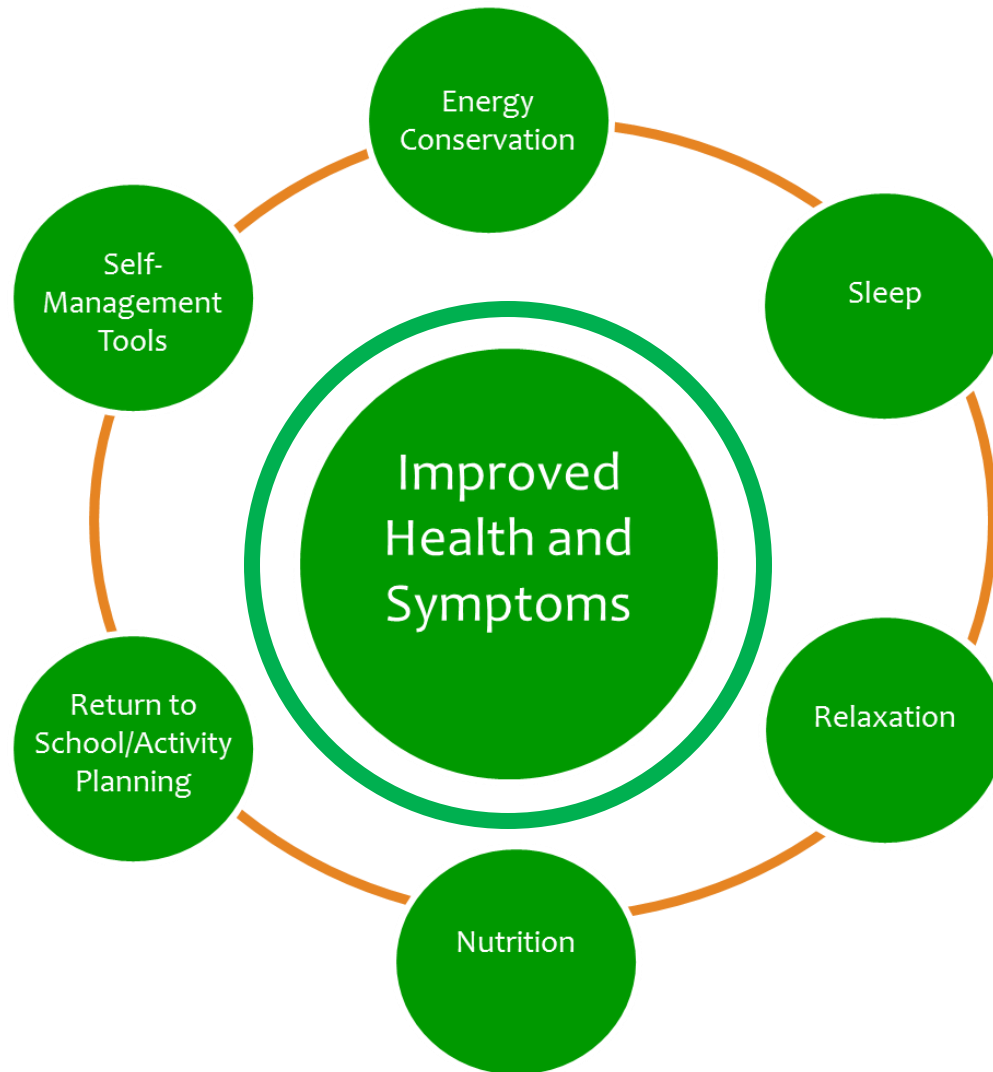 Energy
Conservation
Sleep
Relaxation
Nutrition
Return to
School/Activity
Planning
Self-
Management
Tools
Improved
Health and
Symptoms